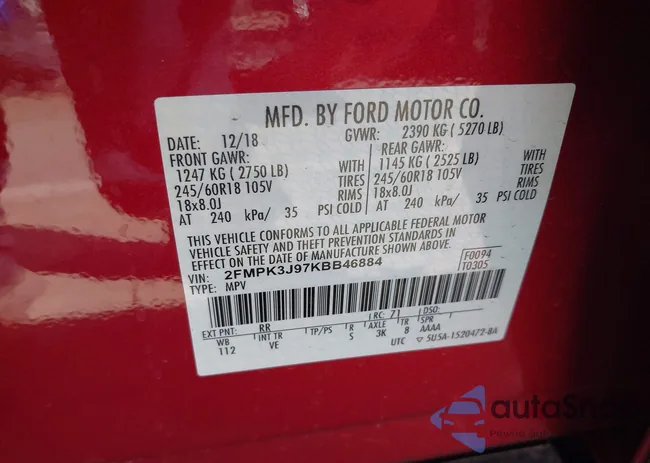 MFD. BY FORD MOTOR CO.
DATE: 12/18 GVWR: 2390 KG ( 5270 LB)
FRONT GAWR: REAR GAWR:
1247 KG ( 2750 LB) WITH 1145 KG ( 2525 LB) WITH
245/60R18 105V TIRES 245/60R18 105V TIRES
18x8.0J RIMS 18x8.0J RIMS
AT 240 kPa/ 35 PSI COLD AT 240 kPa/ 35 PSI COLD
THIS VEHICLE CONFORMS TO ALL APPLICABLE FEDERAL MOTOR
VEHICLE SAFETY AND THEFT PREVENTION STANDARDS IN
EFFECT ON THE DATE OF MANUFACTURE SHOWN ABOVE.
VIN: 2FMPK3J97KBB46884 F0094
TYPE: MPV T0305
EXT PNT: RR RC: 71 DSO:
WB INT TR TP/PS R AXLE TR SPR
112 VE S 3K B AAAA
UTC ▽ 5U5A-1520472-BA
autaSn